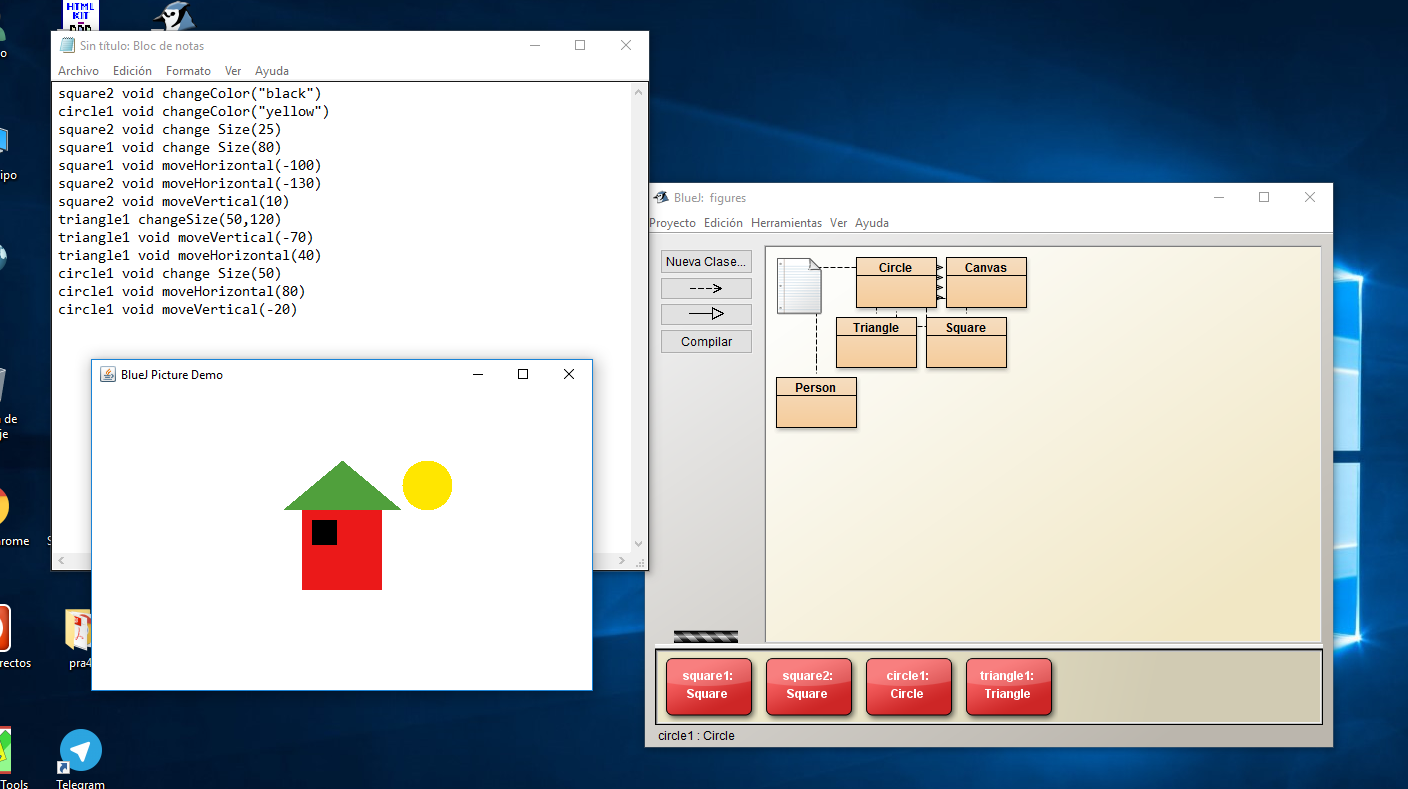 HTML
KIT
Sin título: Bloc de notas
Archivo Edición Formato Ver Ayuda
square2 void changeColor("black")
circle1 void changeColor("yellow")
square2 void change Size(25)
square1 void change Size(80)
square1 void moveHorizontal(-100)
square2 void moveHorizontal(-130)
square2 void moveVertical(10)
triangle1 changeSize(50,120)
triangle1 void moveVertical(-70)
triangle1 void moveHorizontal(40)
circle1 void change Size(50)
circle1 void moveHorizontal(80)
circle1 void moveVertical(-20)
BlueJ Picture Demo
BlueJ: figures
Proyecto Edición Herramientas Ver Ayuda
Nueva Clase...
Compilar
Circle
Canvas
Triangle
Square
Person
square1:
Square
square2:
Square
circle1:
Circle
triangle1:
Triangle
circle1 : Circle
o
ipo
de
je
rome
rectos
pra4
Tools
Telegram